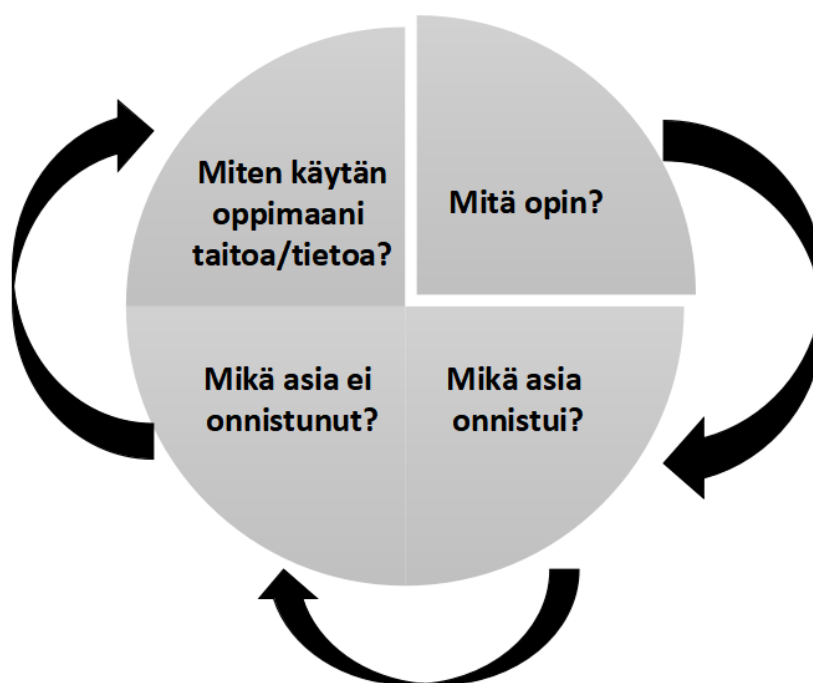 Miten käytän
oppimaani
taitoa/tietoa?
Mitä opin?
Mikä asia ei
onnistunut?
Mikä asia
onnistui?